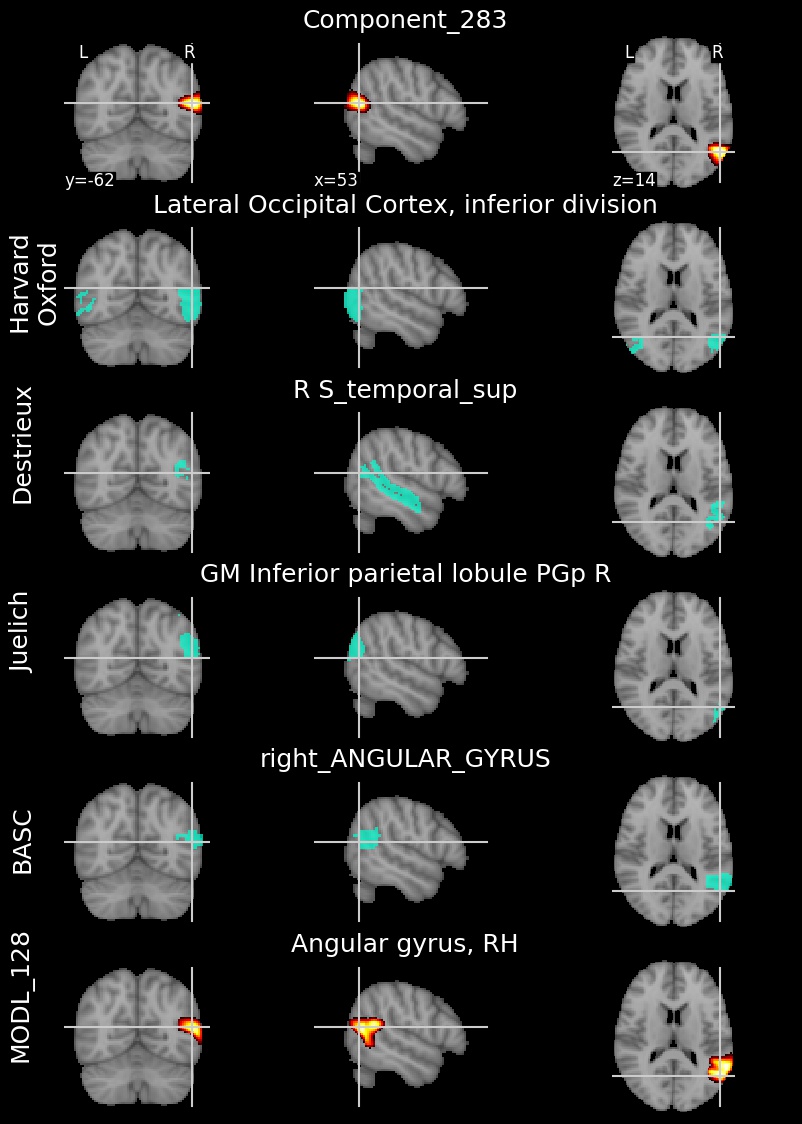 Component_283
L R L R
y=-62 x=53 z=14
Lateral Occipital Cortex, inferior division
Harvard
Oxford
R S_temporal_sup
Destrieux
GM Inferior parietal lobule PGp R
Juelich
right_ANGULAR_GYRUS
BASC
Angular gyrus, RH
MODL_128